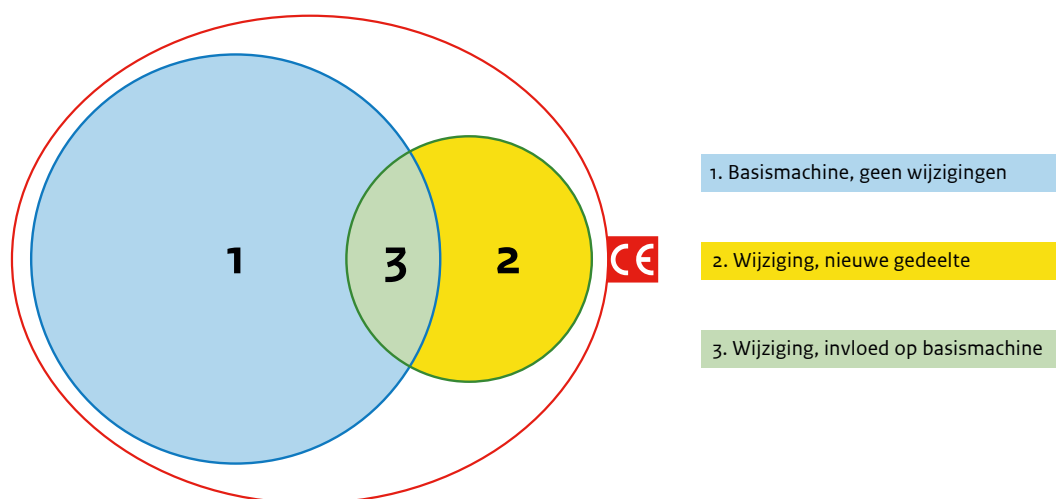 1
3
2
CE
1. Basismachine, geen wijzigingen
2. Wijziging, nieuwe gedeelte
3. Wijziging, invloed op basismachine